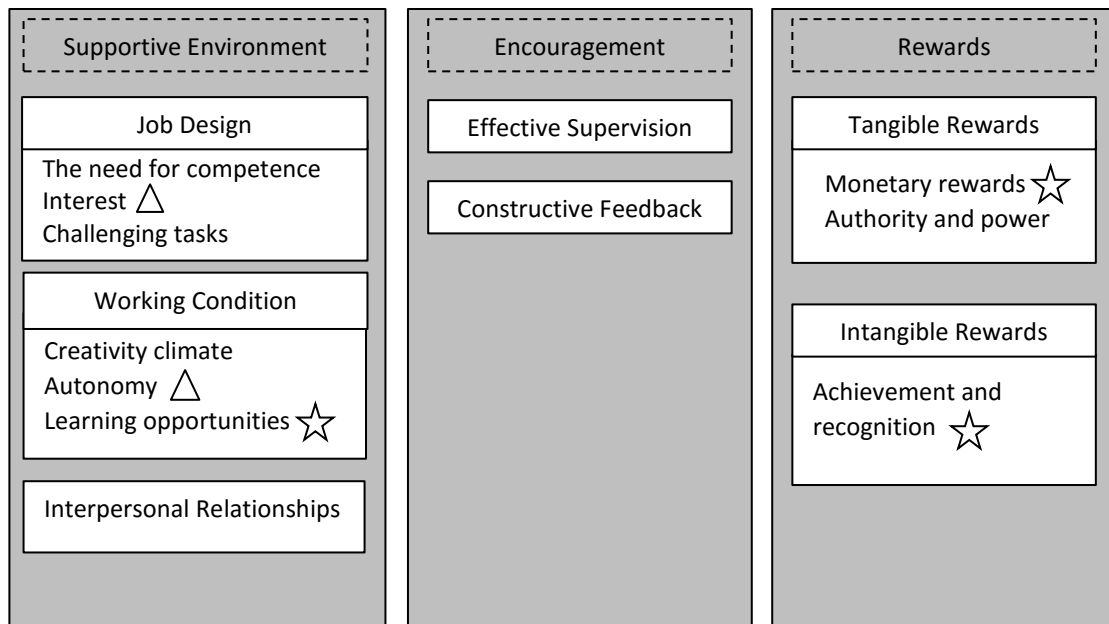 Supportive Environment
Job Design
The need for competence
Interest
Challenging tasks
Working Condition
Creativity climate
Autonomy
Learning opportunities
Interpersonal Relationships
Encouragement
Effective Supervision
Constructive Feedback
Rewards
Tangible Rewards
Monetary rewards
Authority and power
Intangible Rewards
Achievement and
recognition